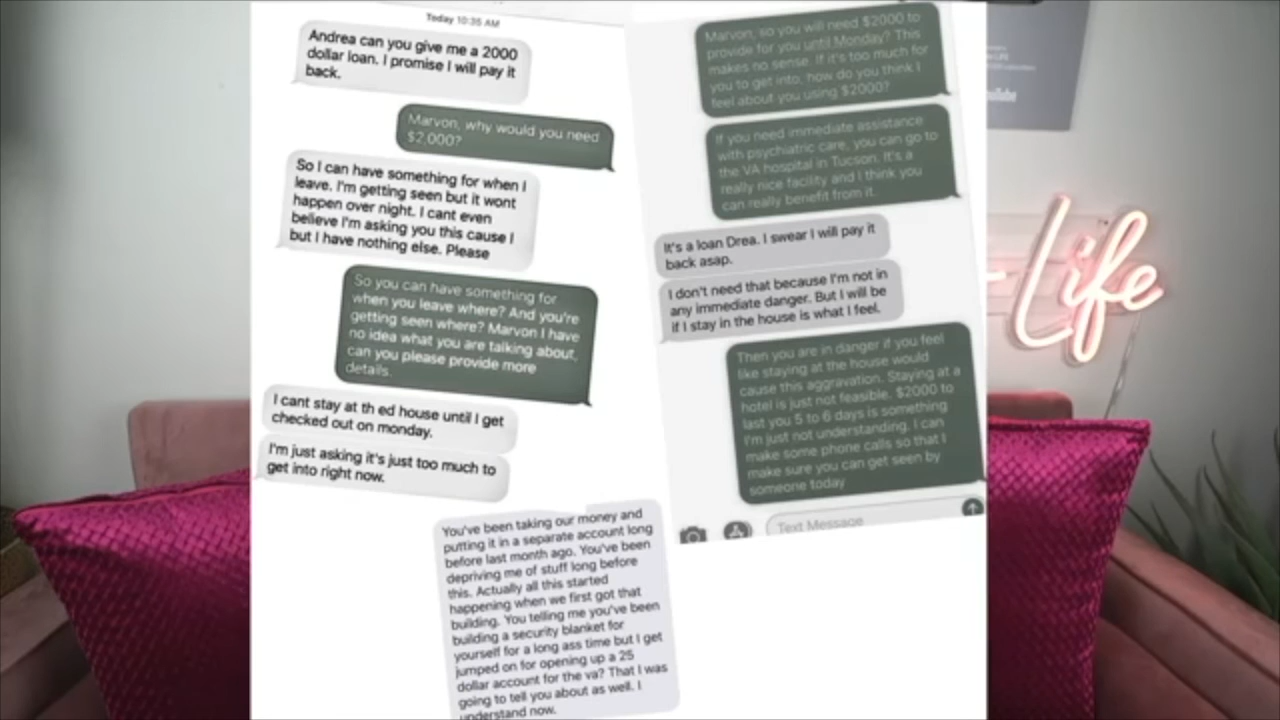 Today 10:35 AM
Andrea can you give me a 2000
dollar loan. I promise I will pay it
back.
Marvon, why would you need
$2,000?
So I can have something for when I
leave. I'm getting seen but it wont
happen over night. I cant even
believe I'm asking you this cause I
but I have nothing else. Please
So you can have something for
when you leave where? And you're
getting seen where? Marvon I have
no idea what you are talking about,
can you please provide more
details.
I cant stay at th ed house until I get
checked out on monday.
I'm just asking it's just too much to
get into right now.
You've been taking our money and
putting it in a separate account long
before last month ago. You've been
depriving me of stuff long before
this. Actually all this started
happening when we first got that
building. You telling me you've been
building a security blanket for
yourself for a long ass time but I get
jumped on for opening up a 25
dollar account for the va? That I was
going to tell you about as well. I
understand now.
Marvon, so you will need $2000 to
provide for you until Monday? This
makes no sense. If it's too much for
you to get into, how do you think I
feel about you using $2000?
If you need immediate assistance
with psychiatric care, you can go to
the VA hospital in Tucson. It's a
really nice facility and I think you
can really benefit from it.
It's a loan Drea. I swear I will pay it
back asap.
I don't need that because I'm not in
any immediate danger. But I will be
if I stay in the house is what I feel.
Then you are in danger if you feel
like staying at the house would
cause this aggravation. Staying at a
hotel is just not feasible. $2000 to
last you 5 to 6 days is something
I'm just not understanding. I can
make some phone calls so that I
make sure you can get seen by
someone today
Text Message
Life